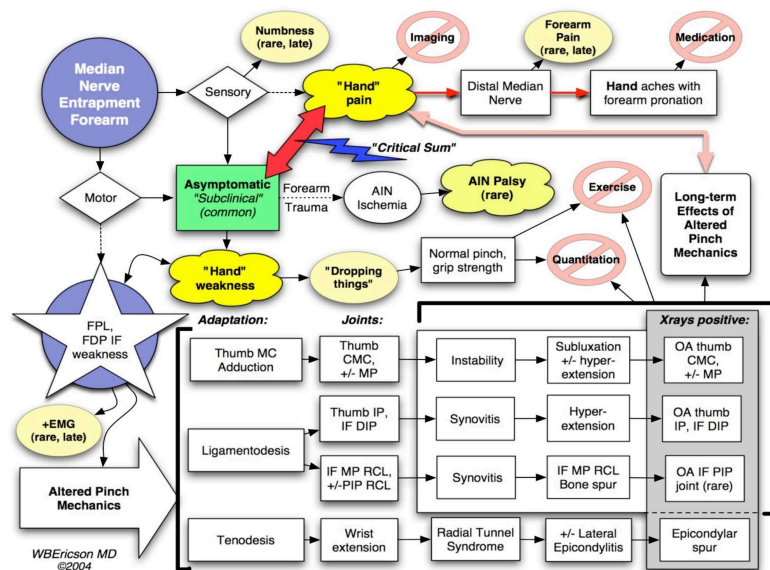 Numbness
(rare, late)
Imaging
Forearm
Pain
(rare, late)
Medication
Median
Nerve
Entrapment
Forearm
Sensory
"Hand"
pain
Distal Median
Nerve
Hand aches with
forearm pronation
"Critical Sum"
Motor
Asymptomatic
"Subclinical"
(common)
Forearm
Trauma
AIN
Ischemia
AIN Palsy
(rare)
Exercise
Long-term
Effects of
Altered
Pinch
Mechanics
"Hand"
weakness
"Dropping
things"
Normal pinch,
grip strength
Quantitation
FPL,
FDP IF
weakness
Adaptation:
Joints:
Xrays positive:
Thumb MC
Adduction
Thumb
CMC,
+/- MP
Instability
Subluxation
+/- hyper-
extension
OA thumb
CMC,
+/- MP
+EMG
(rare, late)
Ligamentodesis
Thumb IP,
IF DIP
Synovitis
Hyper-
extension
OA thumb
IP, IF DIP
IF MP RCL,
+/-PIP RCL
Synovitis
IF MP RCL
Bone spur
OA IF PIP
joint (rare)
Altered Pinch
Mechanics
Tenodesis
Wrist
extension
Radial Tunnel
Syndrome
+/- Lateral
Epicondylitis
Epicondylar
spur
WBEricson MD
©2004